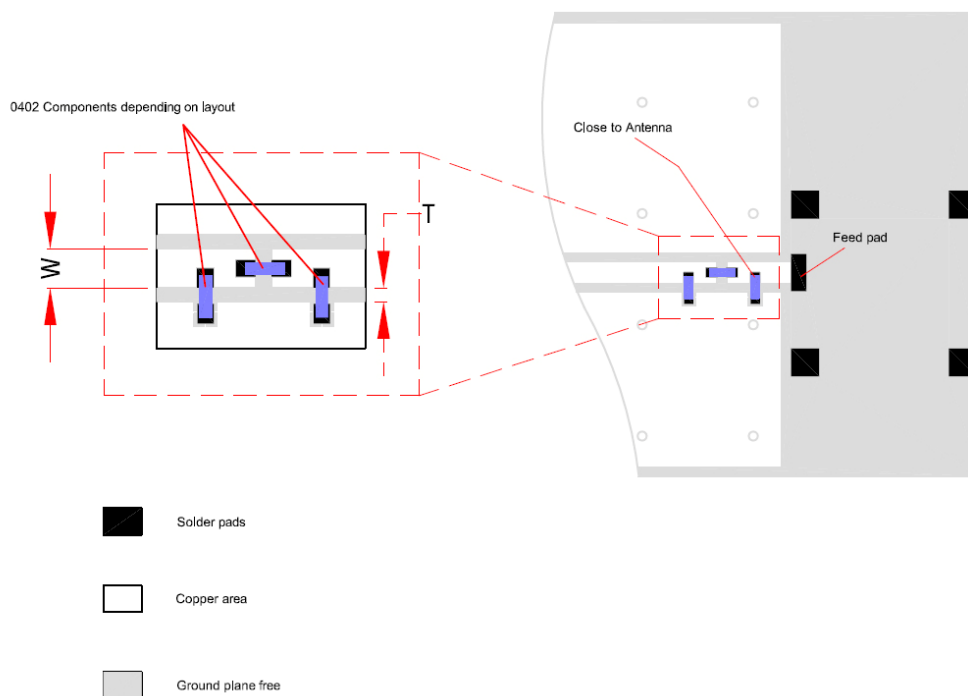 0402 Components depending on layout
Close to Antenna
T
Feed pad
W
Solder pads
Copper area
Ground plane free